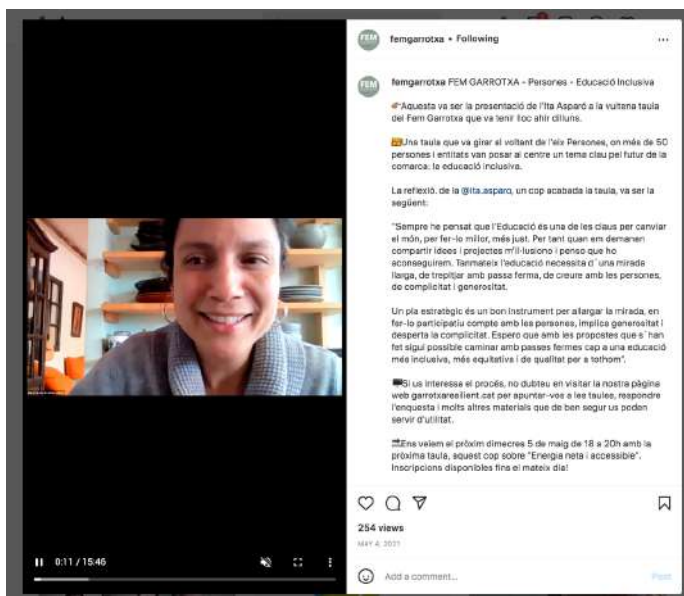 femgarrotxa • Following
femgarrotxa FEM GARROTXA - Persones - Educació Inclusiva
Aquesta va ser la presentació de l'Ita Asparó a la vuitena taula
del Fem Garrotxa que va tenir lloc ahir dilluns.
Una taula que va girar al voltant de l'eix Persones, on més de 50
persones i entitats van posar al centre un tema clau pel futur de la
comarca: la educació inclusiva.
La reflexió, de la @ita.asparo, un cop acabada la taula, va ser la
següent:
"Sempre he pensat que l'Educació és una de les claus per canviar
el món, per fer-lo millor, més just. Per tant quan em demanen
compartir idees i projectes m'il·lusiono i penso que ho
aconseguirem. Tanmateix l'educació necessita d'una mirada
llarga, de trepitjar amb passa ferma, de creure amb les persones,
de complicitat i generositat.
Un pla estratègic és un bon instrument per allargar la mirada, en
fer-lo participatiu compte amb les persones, implica generositat i
desperta la complicitat. Espero que amb les propostes que s'han
fet sigui possible caminar amb passes fermes cap a una educació
més inclusiva, més equitativa i de qualitat per a tothom".
Si us interessa el procés, no dubteu en visitar la nostra pàgina
web garrotxaresilient.cat per apuntar-vos a les taules, respondre
l'enquesta i molts altres materials que de ben segur us poden
servir d'utilitat.
Ens veiem el pròxim dimecres 5 de maig de 18 a 20h amb la
pròxima taula, aquest cop sobre "Energia neta i accessible".
Inscripcions disponibles fins el mateix dia!
254 views
MAY 4, 2021
0:11 / 15:46
Add a comment...
Post